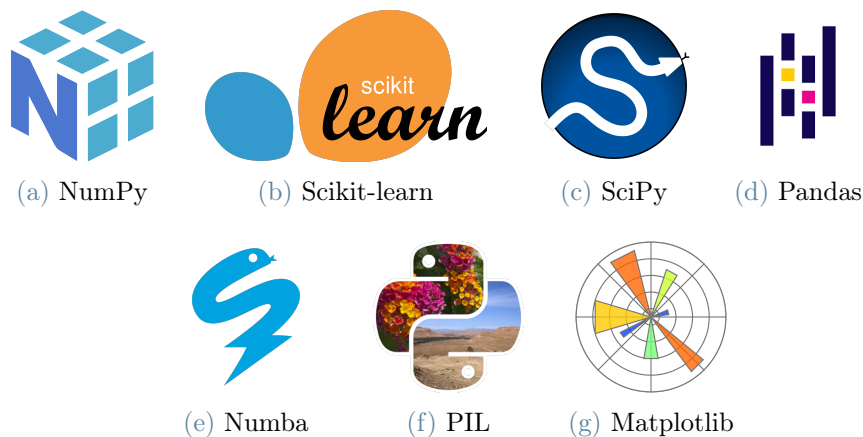 N
scikit
learn
(a) NumPy
(b) Scikit-learn
(c) SciPy
(d) Pandas
(e) Numba
(f) PIL
(g) Matplotlib